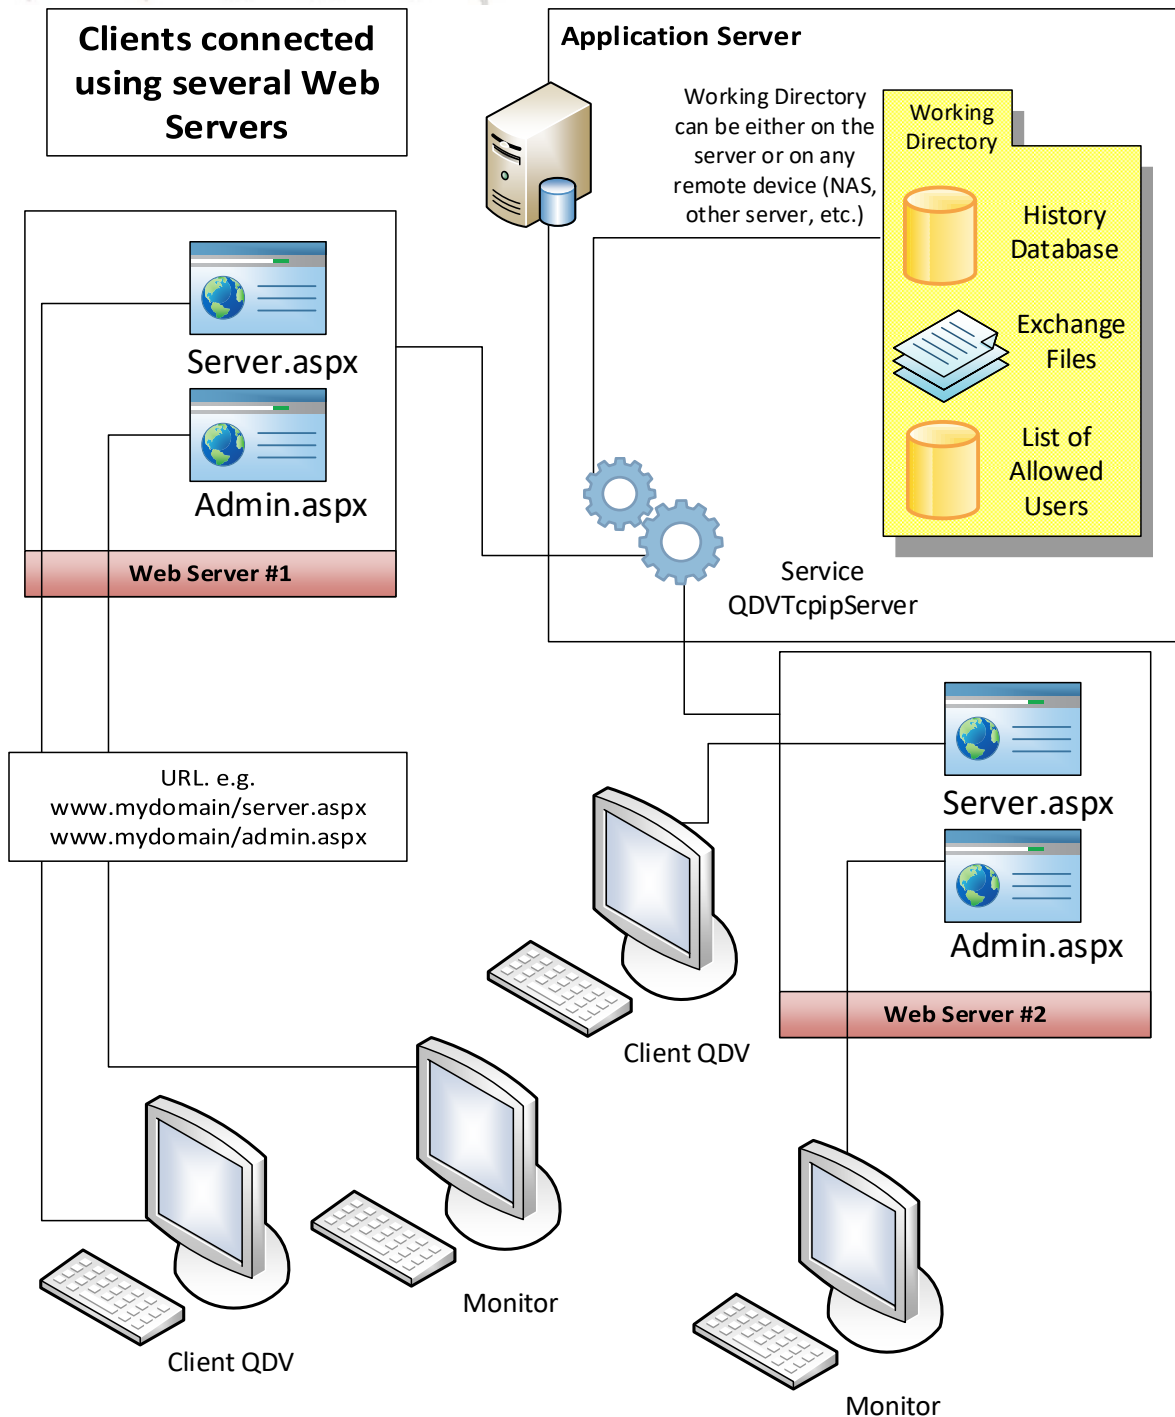 Clients connected
using several Web
Servers
Application Server
Working Directory
can be either on the
server or on any
remote device (NAS,
other server, etc.)
Working
Directory
History
Database
Exchange
Files
List of
Allowed
Users
Server.aspx
Admin.aspx
Web Server #1
Service
QDVTcpipServer
URL. e.g.
www.mydomain/server.aspx
www.mydomain/admin.aspx
Server.aspx
Admin.aspx
Web Server #2
Client QDV
Monitor
Client QDV
Monitor